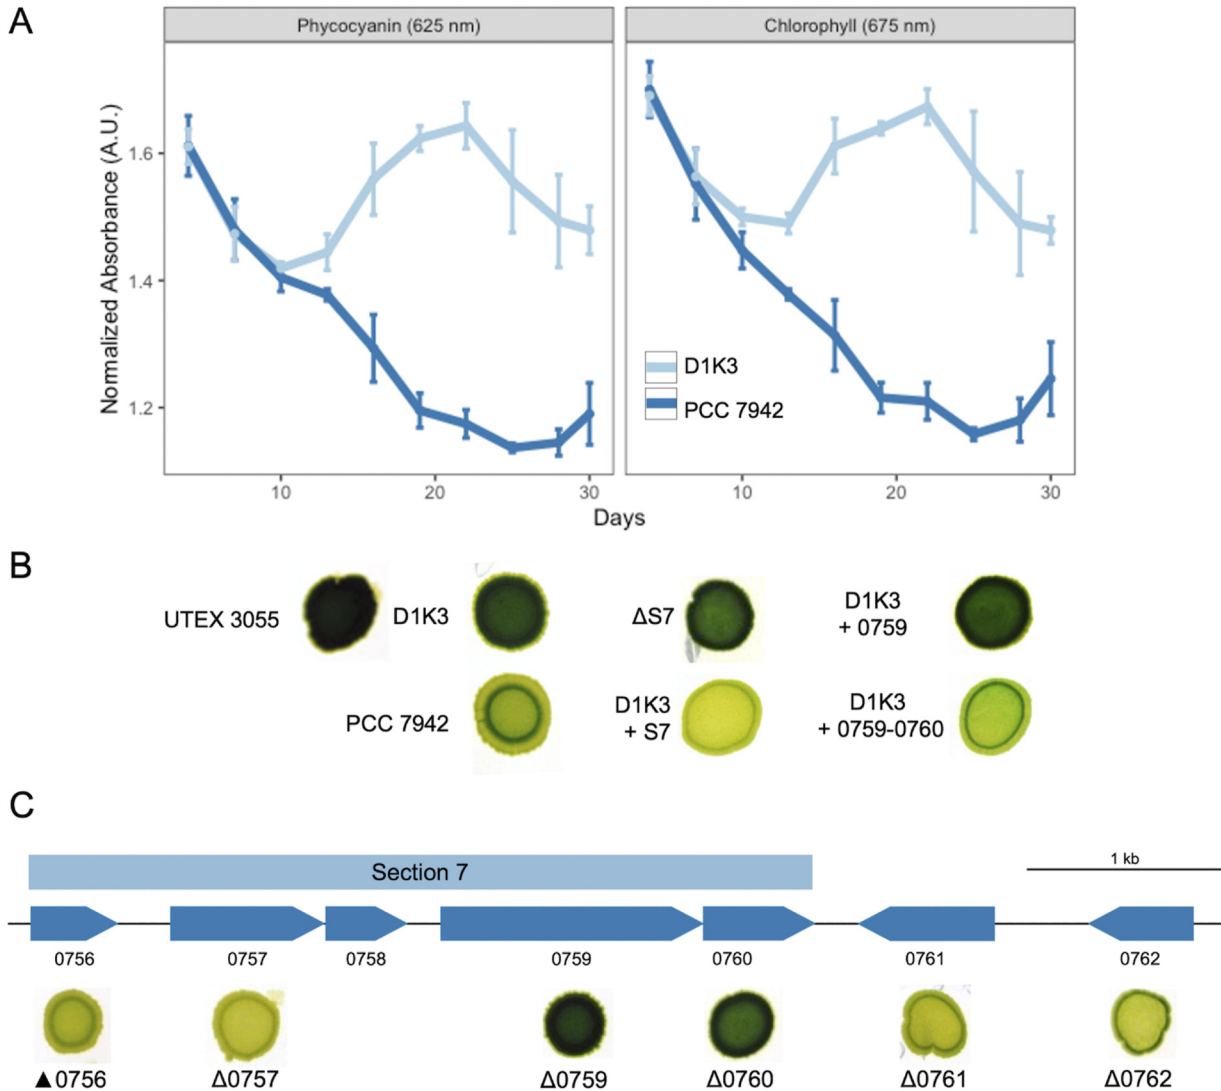 A
Phycocyanin (625 nm)
Chlorophyll (675 nm)
Normalized Absorbance (A.U.)
1.6
1.4
1.2
D1K3
PCC 7942
10
20
30
10
20
30
Days
B
UTEX 3055
D1K3
ΔS7
D1K3
+ 0759
PCC 7942
D1K3
+ S7
D1K3
+ 0759-0760
C
Section 7
1 kb
0756
0757
0758
0759
0760
0761
0762
▲0756
Δ0757
Δ0759
Δ0760
Δ0761
Δ0762